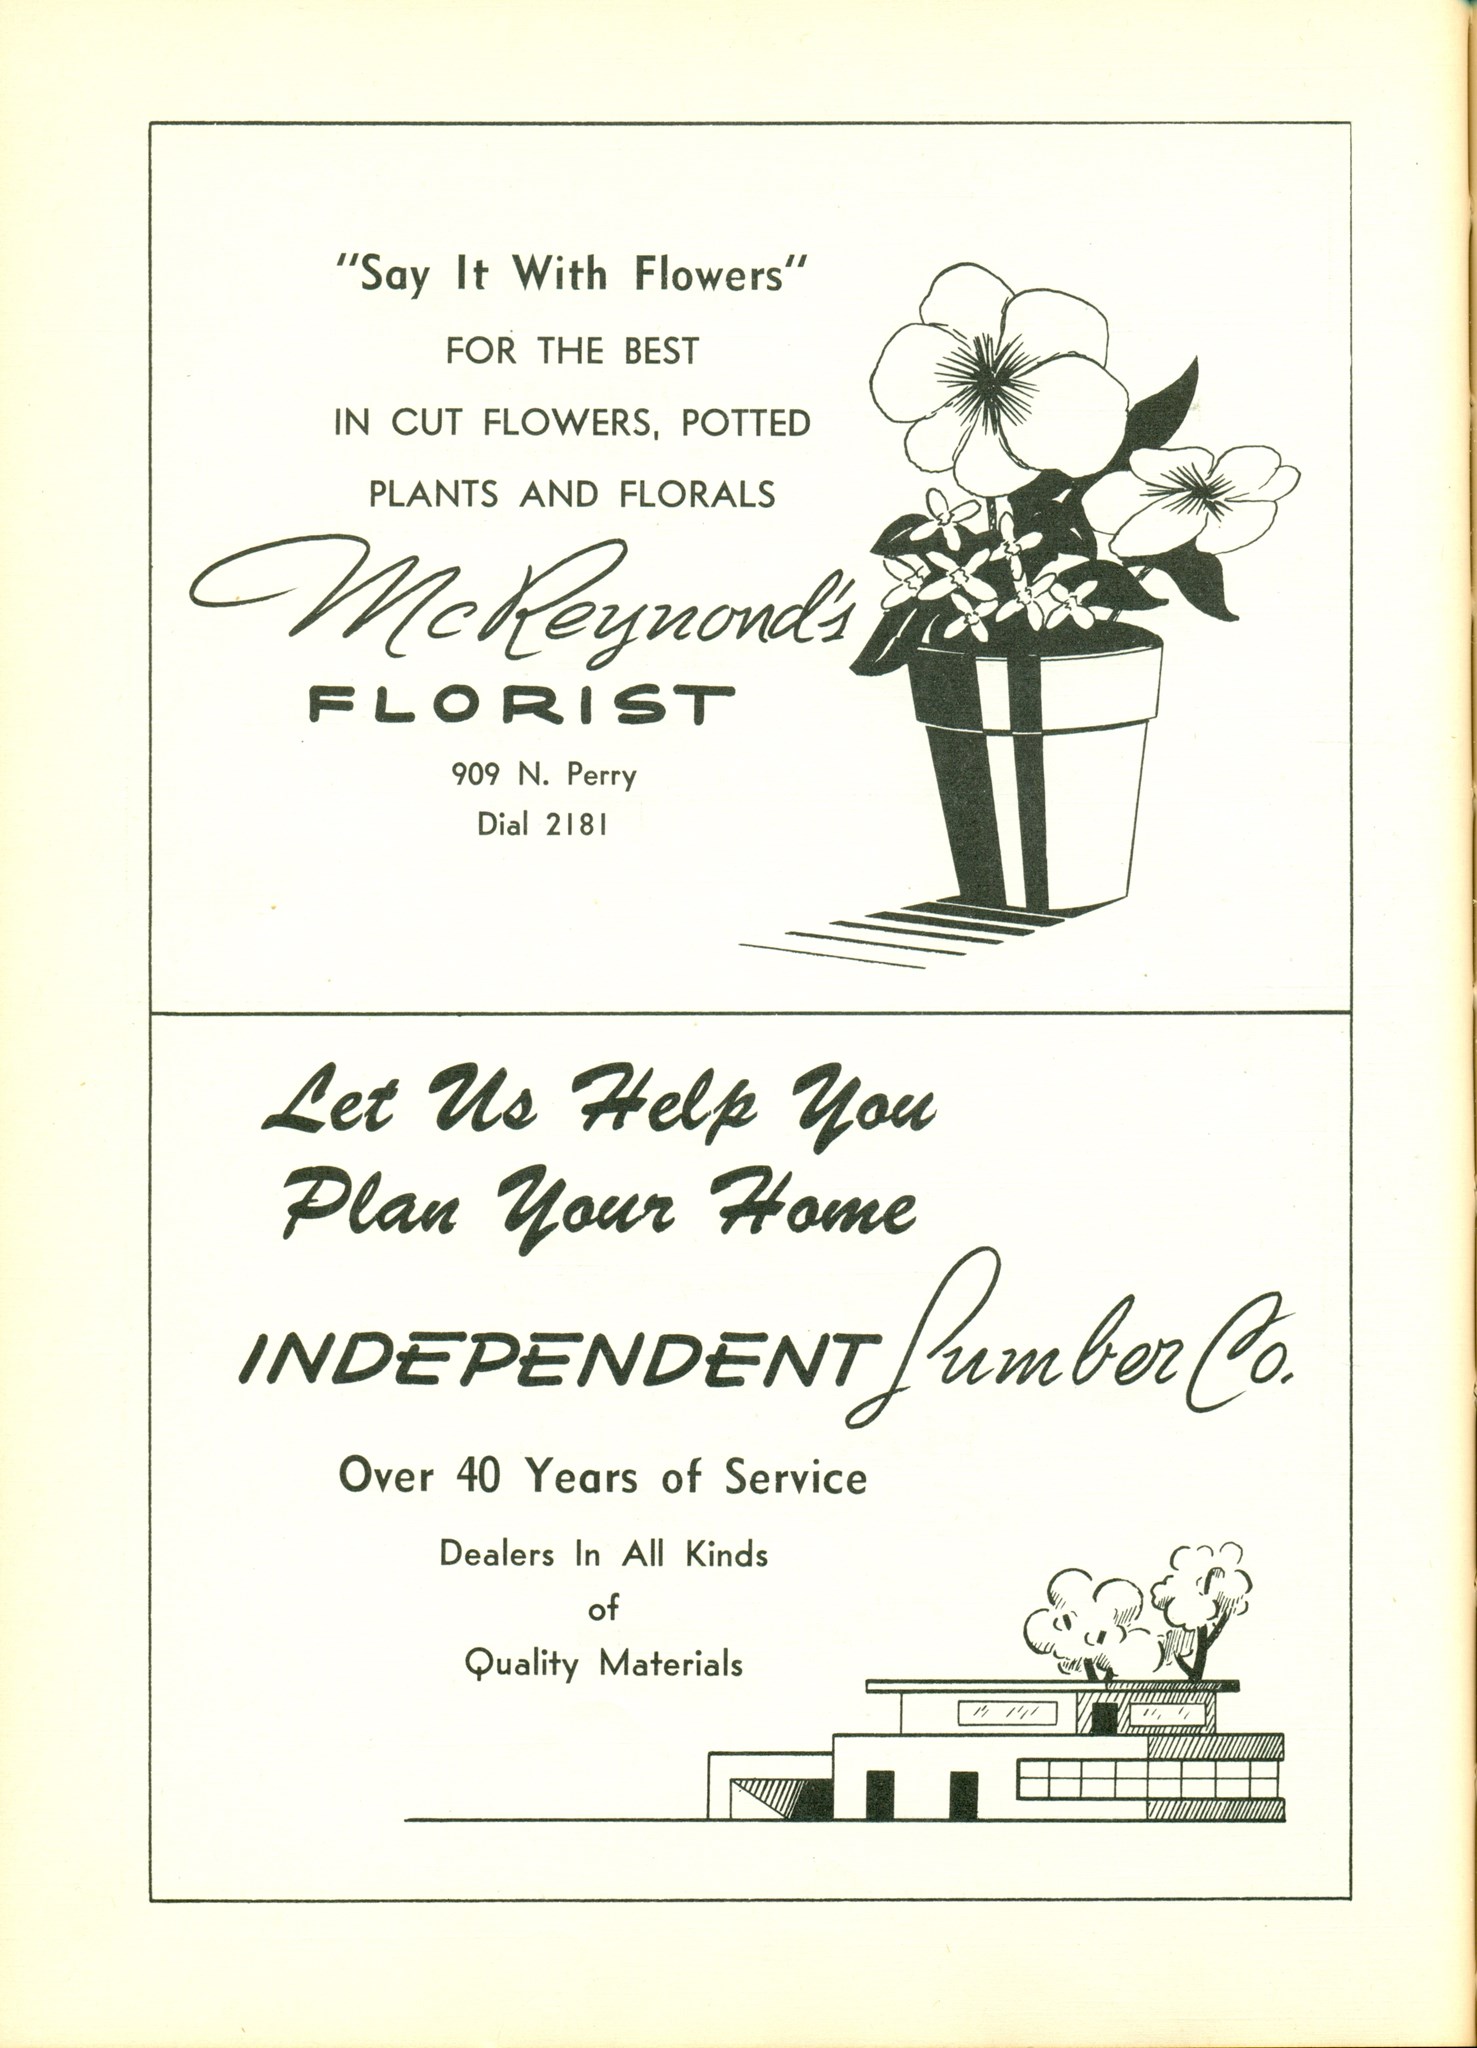 "Say It With Flowers"
FOR THE BEST
IN CUT FLOWERS, POTTED
PLANTS AND FLORALS
McReynond's
FLORIST
909 N. Perry
Dial 2181
Let Us Help You
Plan Your Home
INDEPENDENT Lumber Co.
Over 40 Years of Service
Dealers In All Kinds
of
Quality Materials